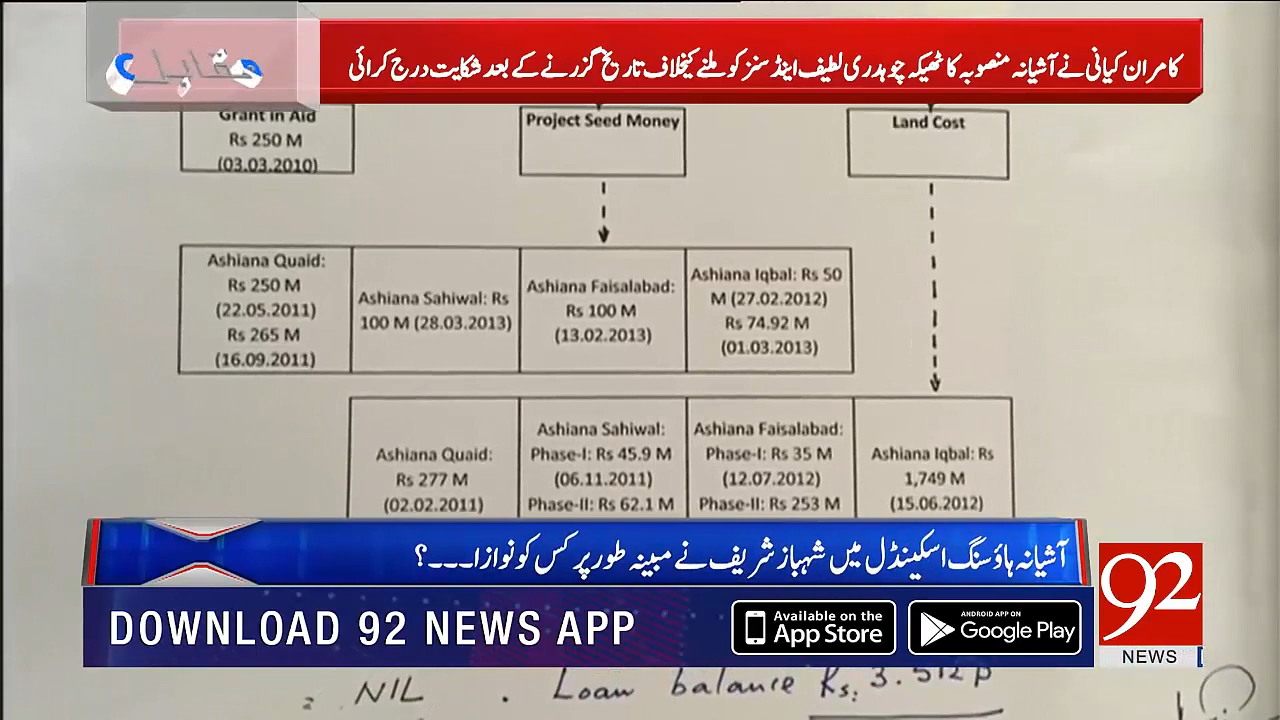 مقابل
کامران کیانی نے آشیانہ منصوبہ کا ٹھیکہ چوہدری لطیف اینڈ سنز کو ملنے کیخلاف تاریخ گزرنے کے بعد شکایت درج کرائی
Grant in Aid
Rs 250 M
(03.03.2010)
Project Seed Money
Land Cost
Ashiana Quaid:
Rs 250 M
(22.05.2011)
Rs 265 M
(16.09.2011)
Ashiana Sahiwal: Rs
100 M (28.03.2013)
Ashiana Faisalabad:
Rs 100 M
(13.02.2013)
Ashiana Iqbal: Rs 50
M (27.02.2012)
Rs 74.92 M
(01.03.2013)
Ashiana Quaid:
Rs 277 M
(02.02.2011)
Ashiana Sahiwal:
Phase-I: Rs 45.9 M
(06.11.2011)
Phase-II: Rs 62.1 M
Ashiana Faisalabad:
Phase-I: Rs 35 M
(12.07.2012)
Phase-II: Rs 253 M
Ashiana Iqbal: Rs
1,749 M
(15.06.2012)
آشیانہ ہاؤسنگ اسکینڈل میں شہباز شریف نے مبینہ طور پر کس کو نوازا۔۔۔؟
DOWNLOAD 92 NEWS APP
Available on the
App Store
ANDROID APP ON
Google Play
92
NEWS
= NIL . Loan balance Rs. 3.512